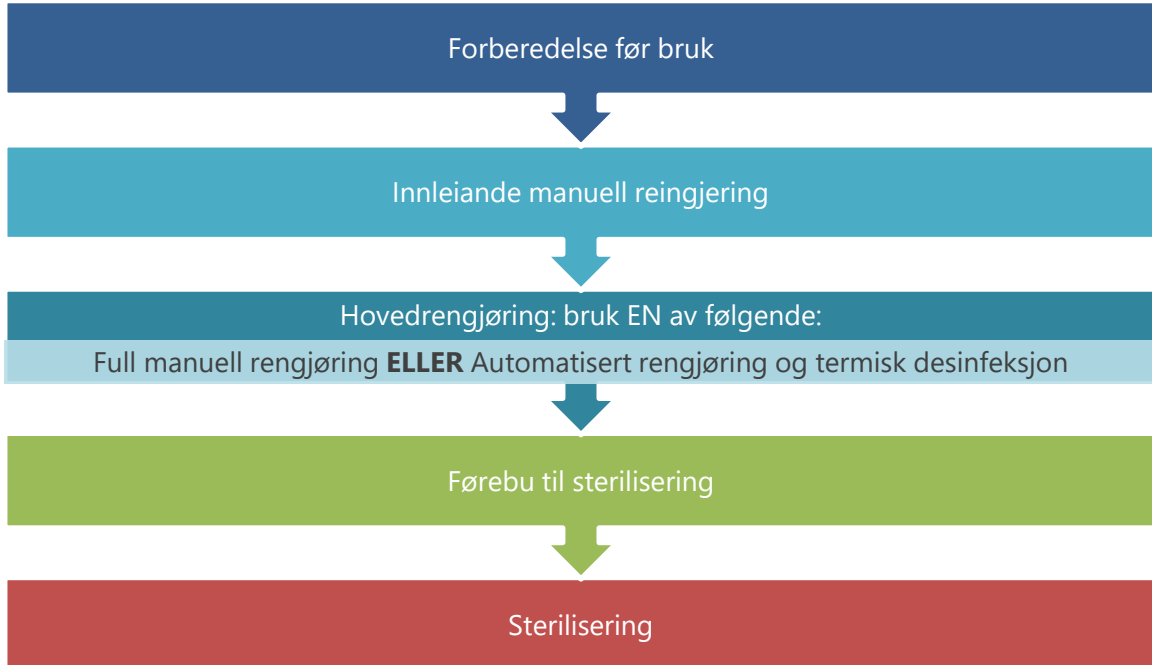 Forberedelse før bruk
Innleiande manuell reingjering
Hovedrengjøring: bruk EN av følgende:
Full manuell rengjøring ELLER Automatisert rengjøring og termisk desinfeksjon
Førebu til sterilisering
Sterilisering